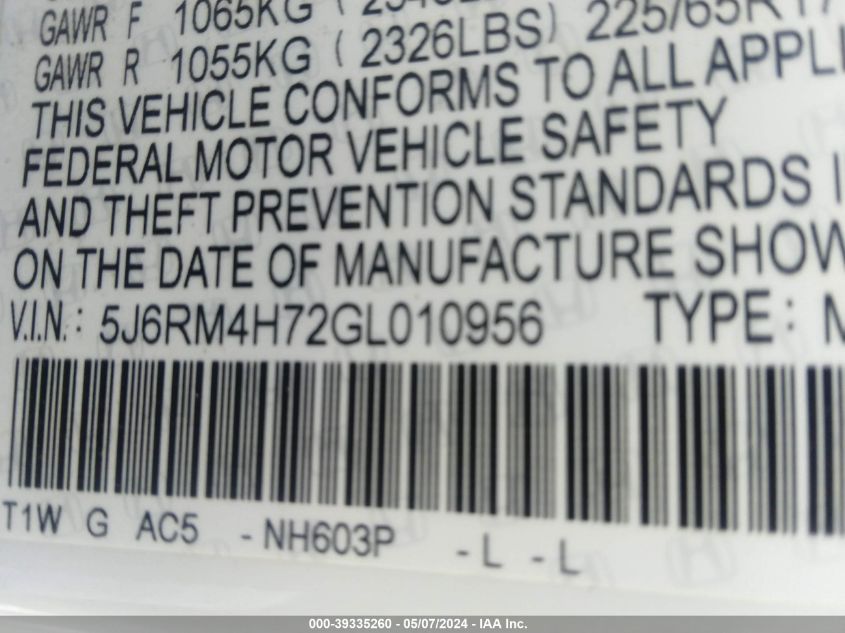 GAWR F 1065KG (
GAWR R 1055KG ( 2326LBS) 225/65R17
THIS VEHICLE CONFORMS TO ALL APPLI
FEDERAL MOTOR VEHICLE SAFETY
AND THEFT PREVENTION STANDARDS I
ON THE DATE OF MANUFACTURE SHOW
V.I.N.: 5J6RM4H72GL010956 TYPE: M
T1W G AC5 -NH603P -L -L
000-39335260 - 05/07/2024 - IAA Inc.